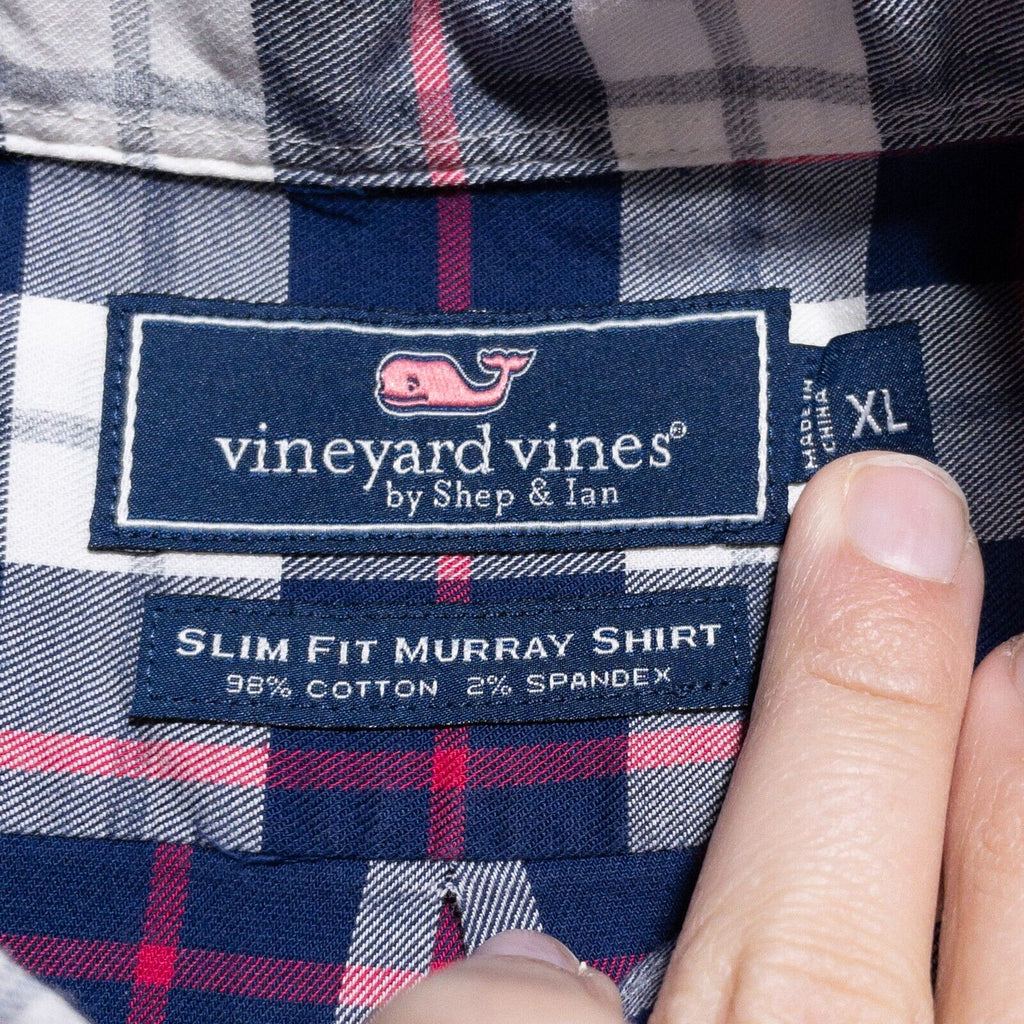 vineyard vines®
by Shep & Ian
MADE IN
CHINA
XL
SLIM FIT MURRAY SHIRT
98% COTTON 2% SPANDEX